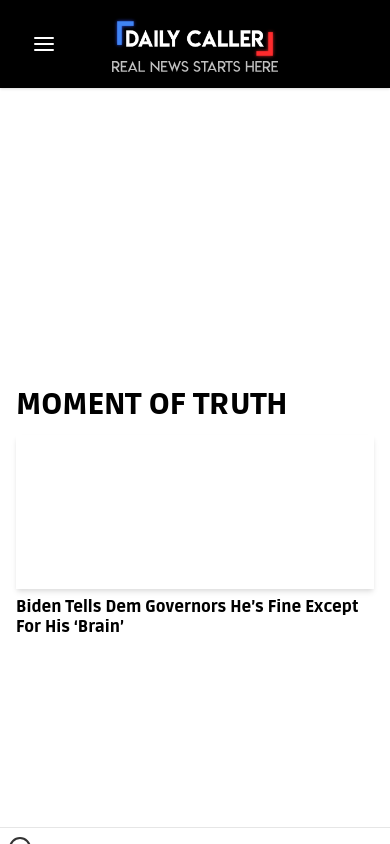 DAILY CALLER
REAL NEWS STARTS HERE
MOMENT OF TRUTH
Biden Tells Dem Governors He’s Fine Except
For His ‘Brain’